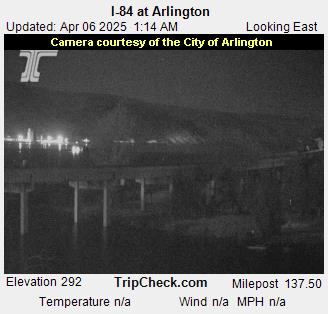 I-84 at Arlington
Updated: Apr 06 2025 1:14 AM Looking East
Camera courtesy of the City of Arlington
Elevation 292 TripCheck.com Milepost 137.50
Temperature n/a Wind n/a MPH n/a